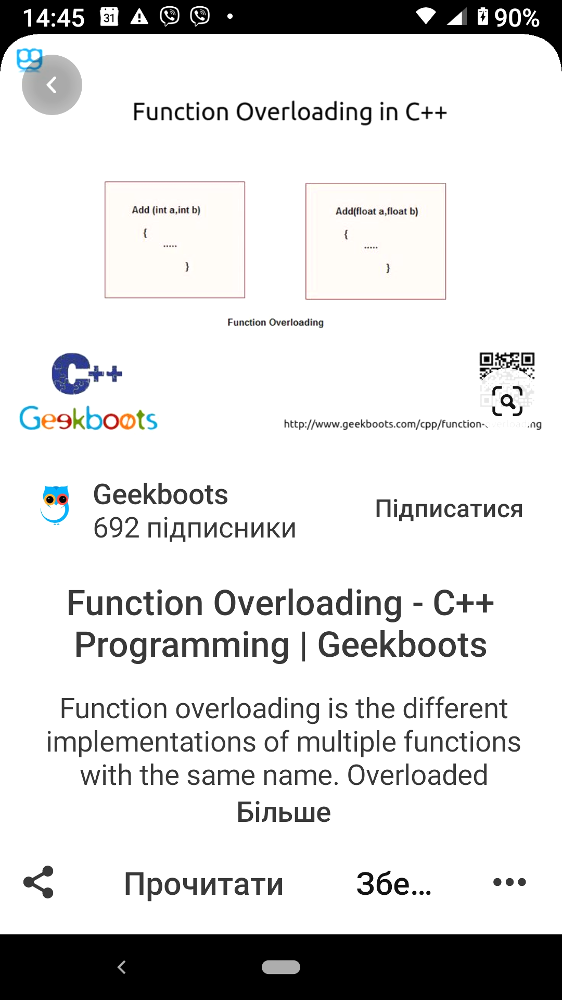 14:45
31
90%
Function Overloading in C++
Add (int a,int b)
{
.....
}
Add(float a,float b)
{
.....
}
Function Overloading
C++
Geekboots
http://www.geekboots.com/cpp/function-overloading
Geekboots
692 підписники
Підписатися
Function Overloading - C++
Programming | Geekboots
Function overloading is the different
implementations of multiple functions
with the same name. Overloaded
Більше
Прочитати
Збе...